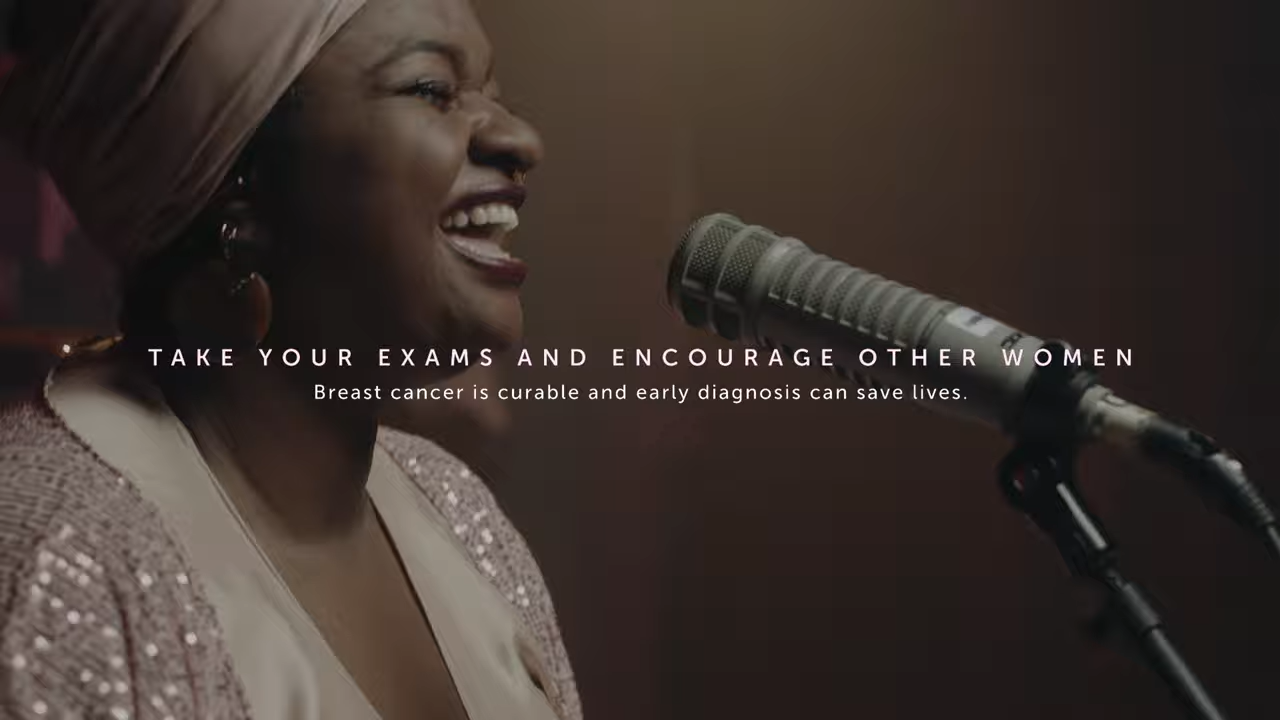 TAKE YOUR EXAMS AND ENCOURAGE OTHER WOMEN
Breast cancer is curable and early diagnosis can save lives.